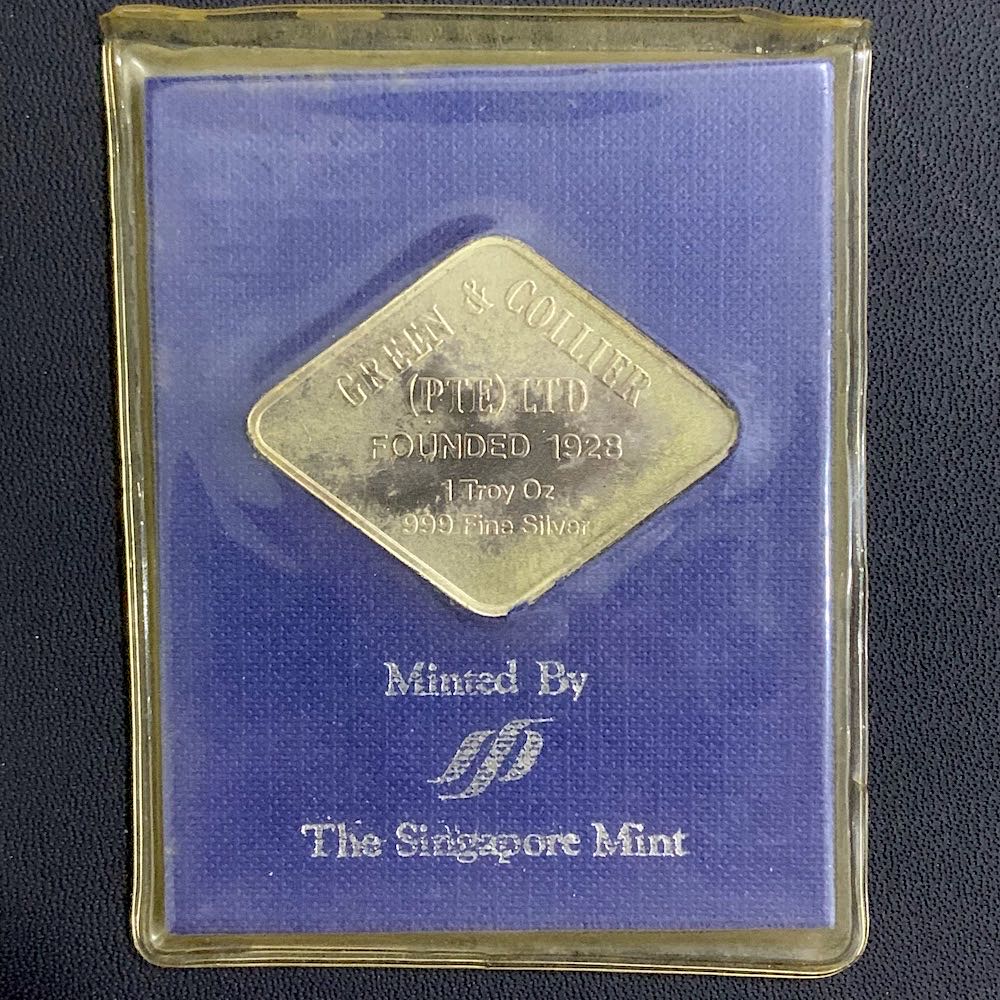 GREEN & COLLIER
(PTE) LTD
FOUNDED 1928
1 Troy Oz
999 Fine Silver
Minted By
The Singapore Mint